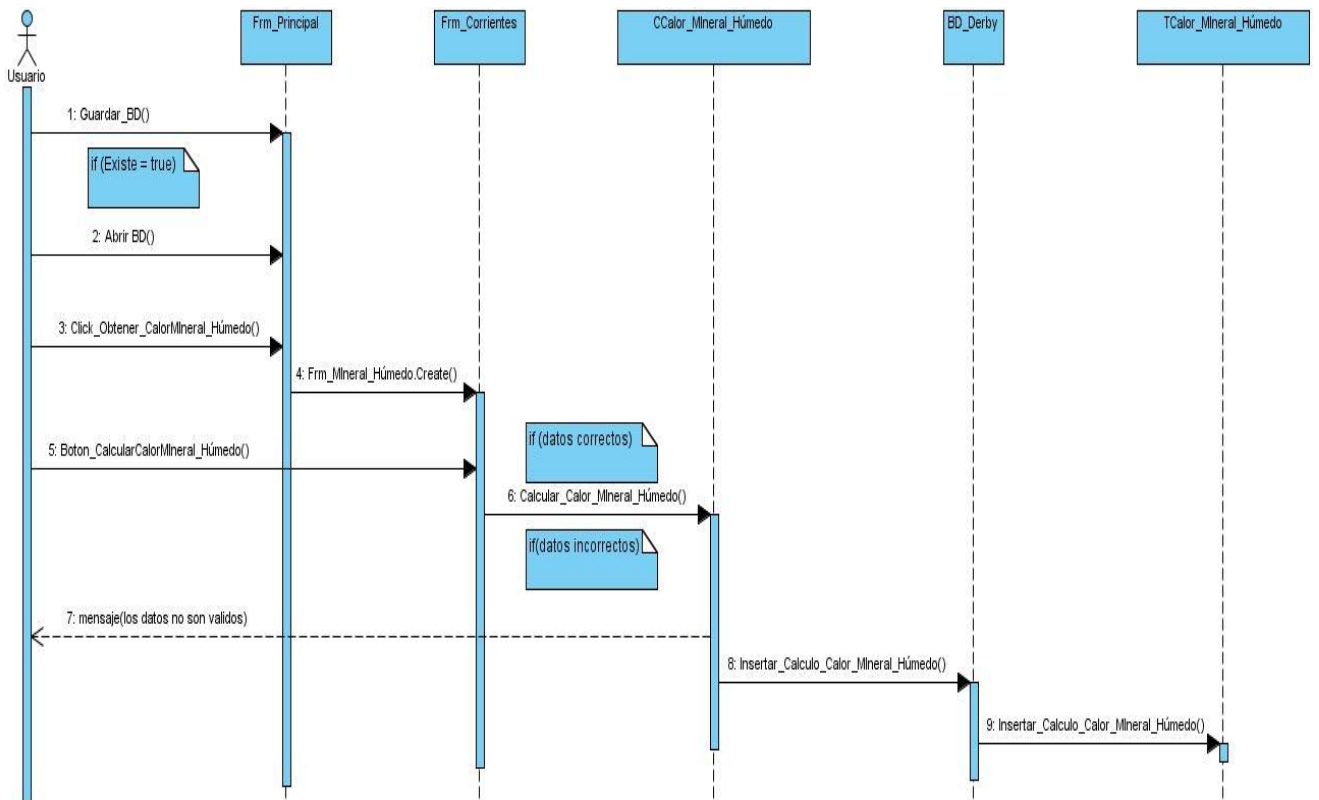 Frm_Principal
Frm_Corrientes
CCalor_MIneral_Húmedo
BD_Derby
TCalor_MIneral_Húmedo
Usuario
1: Guardar_BD()
if (Existe = true)
2: Abrir BD()
3: Click_Obtener_CalorMIneral_Húmedo()
4: Frm_MIneral_Húmedo.Create()
if (datos correctos)
5: Boton_CalcularCalorMIneral_Húmedo()
6: Calcular_Calor_MIneral_Húmedo()
if(datos incorrectos)
7: mensaje(los datos no son validos)
8: Insertar_Calculo_Calor_MIneral_Húmedo()
9: Insertar_Calculo_Calor_MIneral_Húmedo()